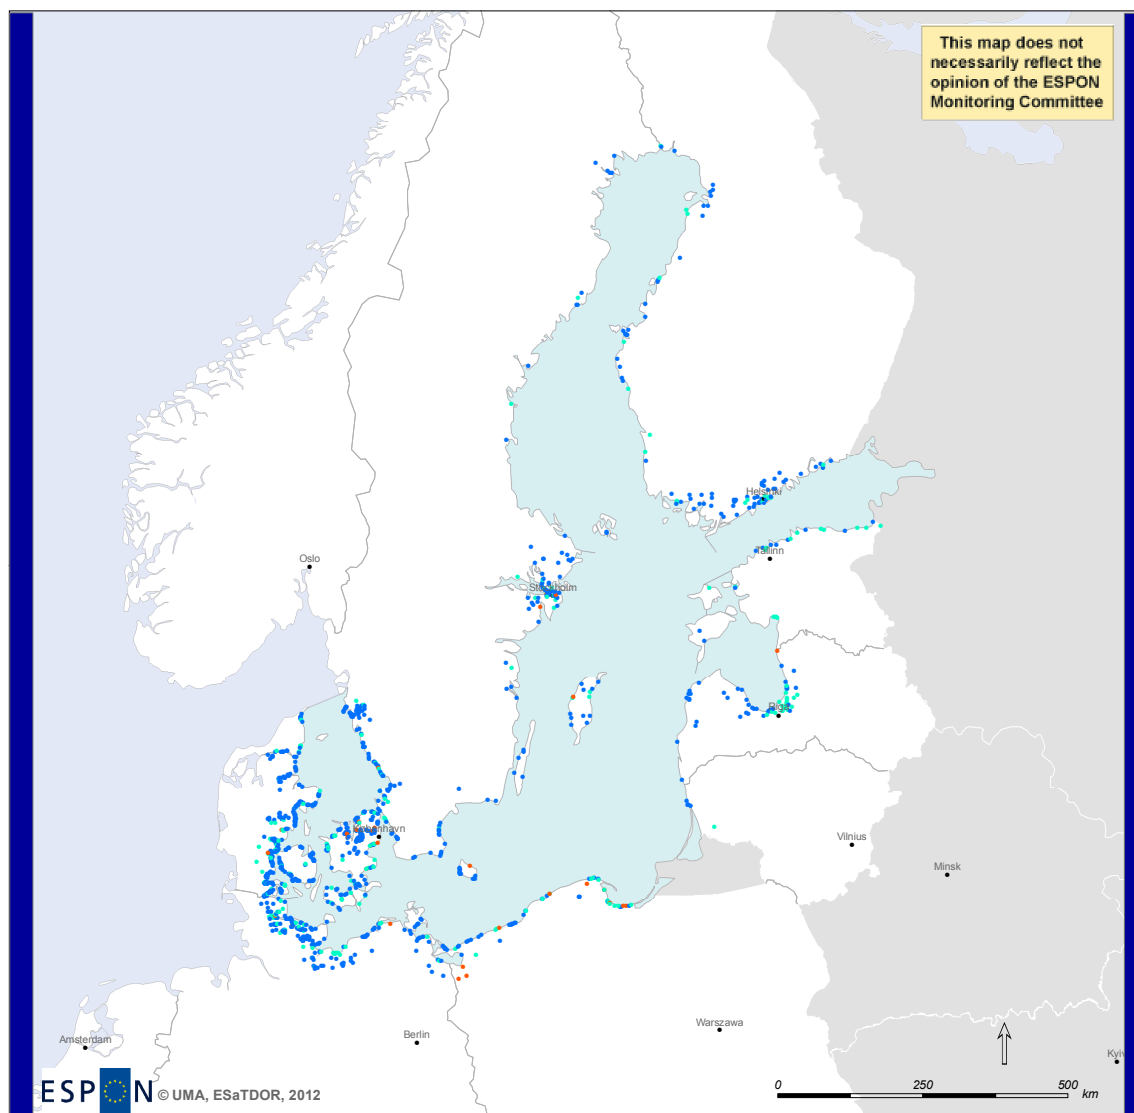 This map does not
necessarily reflect the
opinion of the ESPON
Monitoring Committee
Helsinki
Tallinn
Oslo
Stockholm
Riga
København
Vilnius
Minsk
Warszawa
Berlin
Amsterdam
Kyiv
ESPON © UMA, ESaTDOR, 2012
0 250 500
km